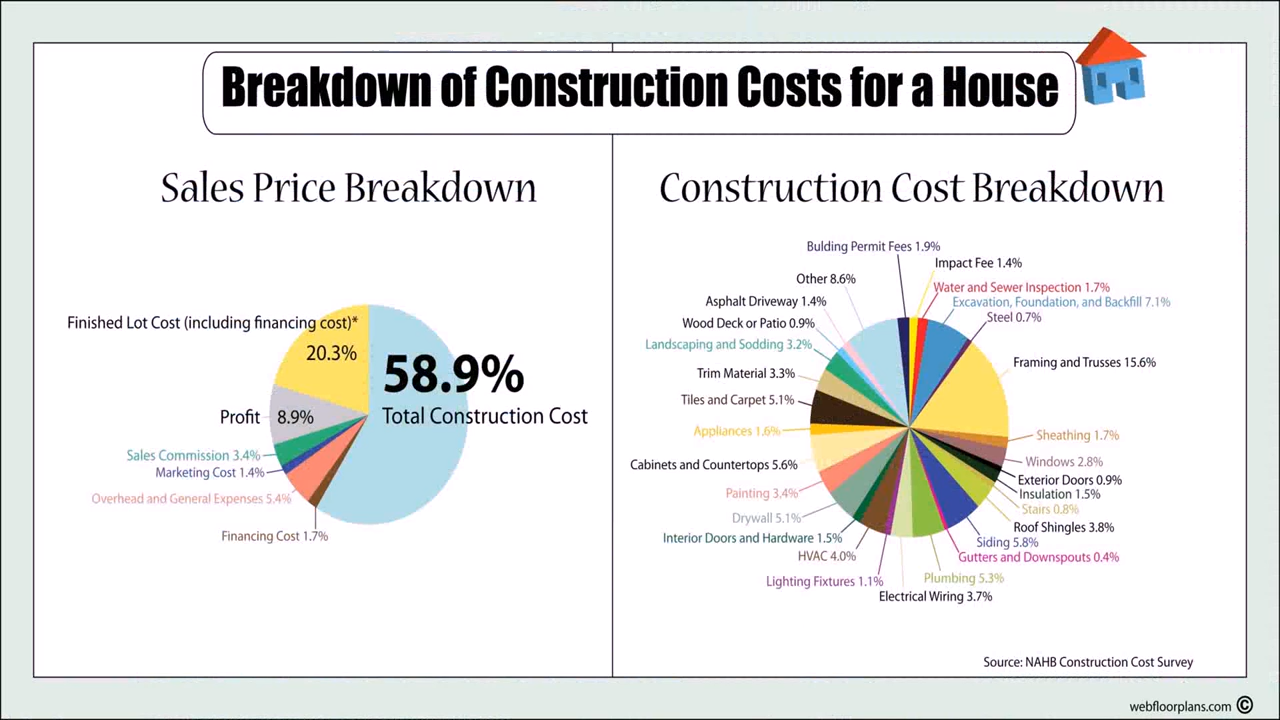 Breakdown of Construction Costs for a House
Sales Price Breakdown
Finished Lot Cost (including financing cost)*
20.3%
58.9%
Total Construction Cost
Profit 8.9%
Sales Commission 3.4%
Marketing Cost 1.4%
Overhead and General Expenses 5.4%
Financing Cost 1.7%
Construction Cost Breakdown
Bulding Permit Fees 1.9%
Impact Fee 1.4%
Water and Sewer Inspection 1.7%
Excavation, Foundation, and Backfill 7.1%
Steel 0.7%
Framing and Trusses 15.6%
Sheathing 1.7%
Windows 2.8%
Exterior Doors 0.9%
Insulation 1.5%
Stairs 0.8%
Roof Shingles 3.8%
Siding 5.8%
Gutters and Downspouts 0.4%
Plumbing 5.3%
Electrical Wiring 3.7%
Lighting Fixtures 1.1%
HVAC 4.0%
Interior Doors and Hardware 1.5%
Drywall 5.1%
Painting 3.4%
Cabinets and Countertops 5.6%
Appliances 1.6%
Tiles and Carpet 5.1%
Trim Material 3.3%
Landscaping and Sodding 3.2%
Wood Deck or Patio 0.9%
Asphalt Driveway 1.4%
Other 8.6%
Source: NAHB Construction Cost Survey
webfloorplans.com ©